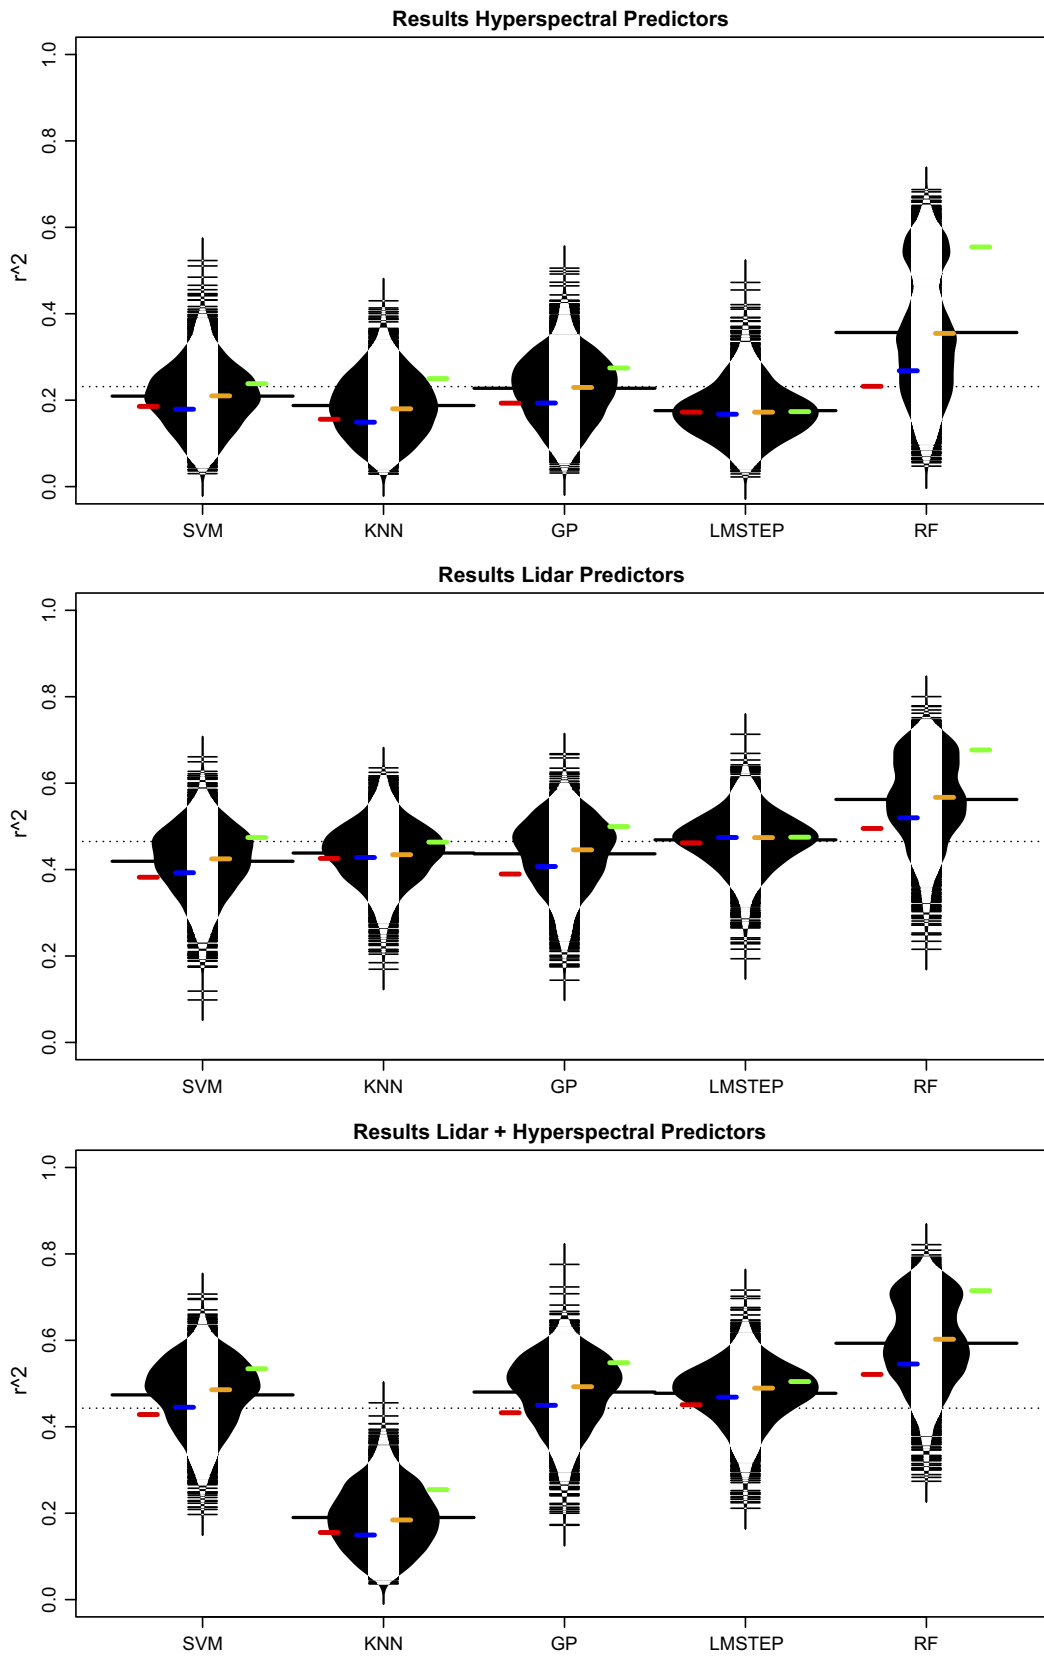 Results Hyperspectral Predictors
1.0
0.8
0.6
r^2
0.4
0.2
0.0
SVM KNN GP LMSTEP RF
Results Lidar Predictors
1.0
0.8
0.6
r^2
0.4
0.2
0.0
SVM KNN GP LMSTEP RF
Results Lidar + Hyperspectral Predictors
1.0
0.8
0.6
r^2
0.4
0.2
0.0
SVM KNN GP LMSTEP RF